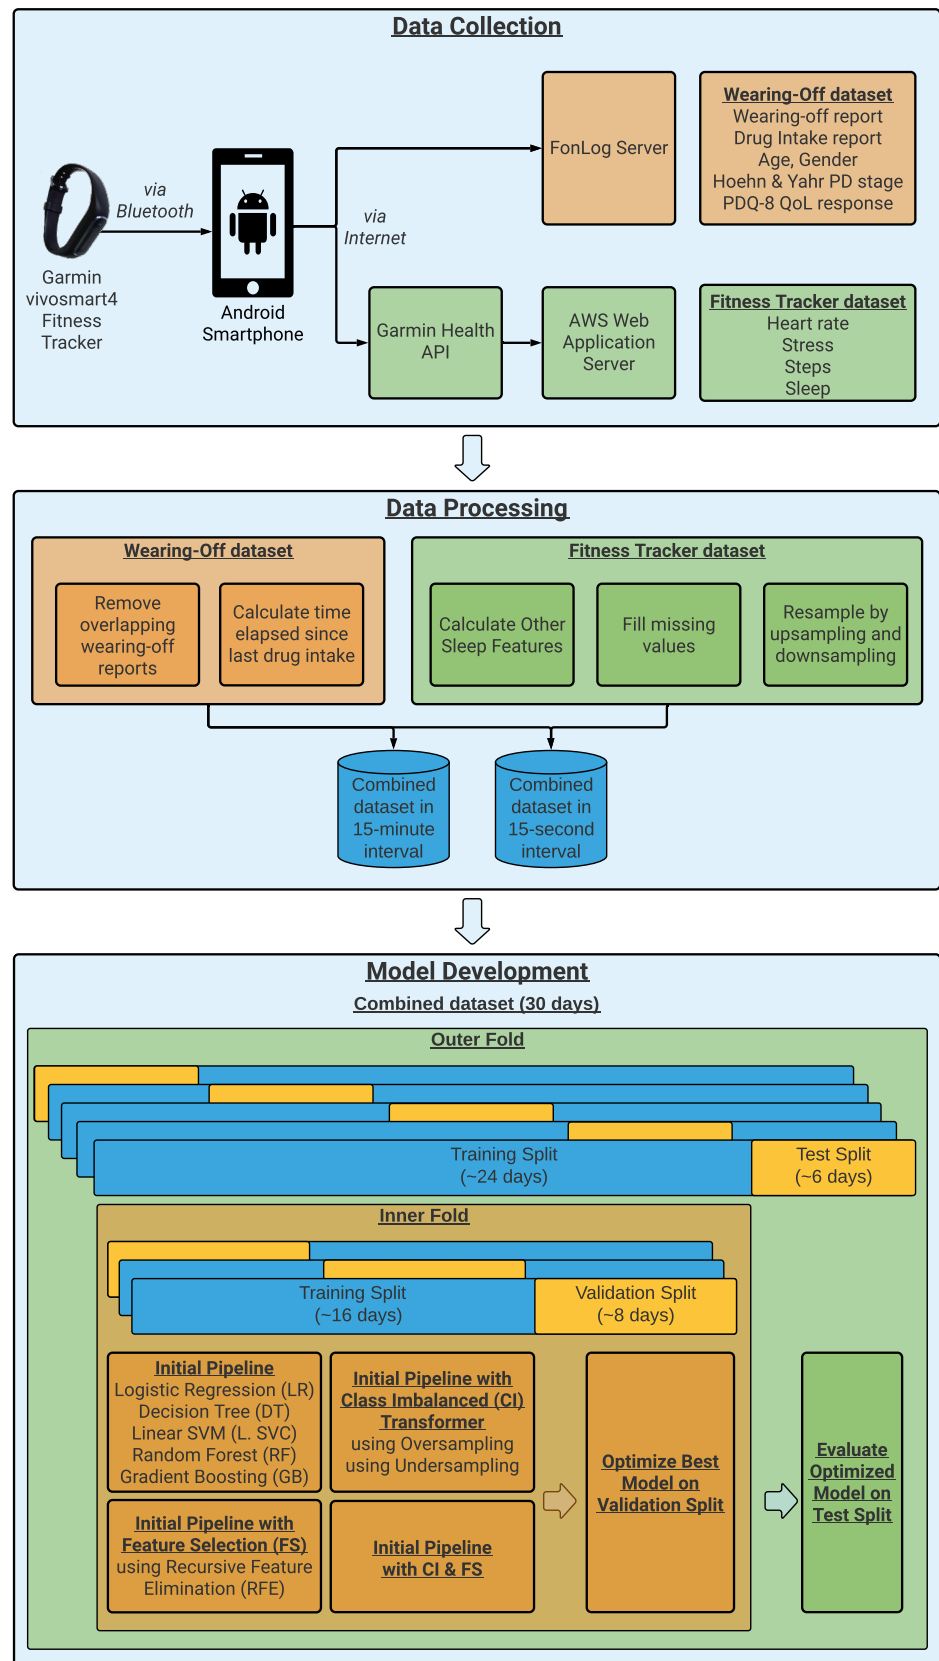 Data Collection
via
Bluetooth
Garmin
vivosmart4
Fitness
Tracker
Android
Smartphone
via
Internet
FonLog Server
Wearing-Off dataset
Wearing-off report
Drug Intake report
Age, Gender
Hoehn & Yahr PD stage
PDQ-8 QoL response
Garmin Health
API
AWS Web
Application
Server
Fitness Tracker dataset
Heart rate
Stress
Steps
Sleep
Data Processing
Wearing-Off dataset
Remove
overlapping
wearing-off
reports
Calculate time
elapsed since
last drug intake
Fitness Tracker dataset
Calculate Other
Sleep Features
Fill missing
values
Resample by
upsampling and
downsampling
Combined
dataset in
15-minute
interval
Combined
dataset in
15-second
interval
Model Development
Combined dataset (30 days)
Outer Fold
Training Split
(~24 days)
Test Split
(~6 days)
Inner Fold
Training Split
(~16 days)
Validation Split
(~8 days)
Initial Pipeline
Logistic Regression (LR)
Decision Tree (DT)
Linear SVM (L. SVC)
Random Forest (RF)
Gradient Boosting (GB)
Initial Pipeline with
Class Imbalanced (CI)
Transformer
using Oversampling
using Undersampling
Initial Pipeline with
Feature Selection (FS)
using Recursive Feature
Elimination (RFE)
Initial Pipeline
with CI & FS
Optimize Best
Model on
Validation Split
Evaluate
Optimized
Model on
Test Split